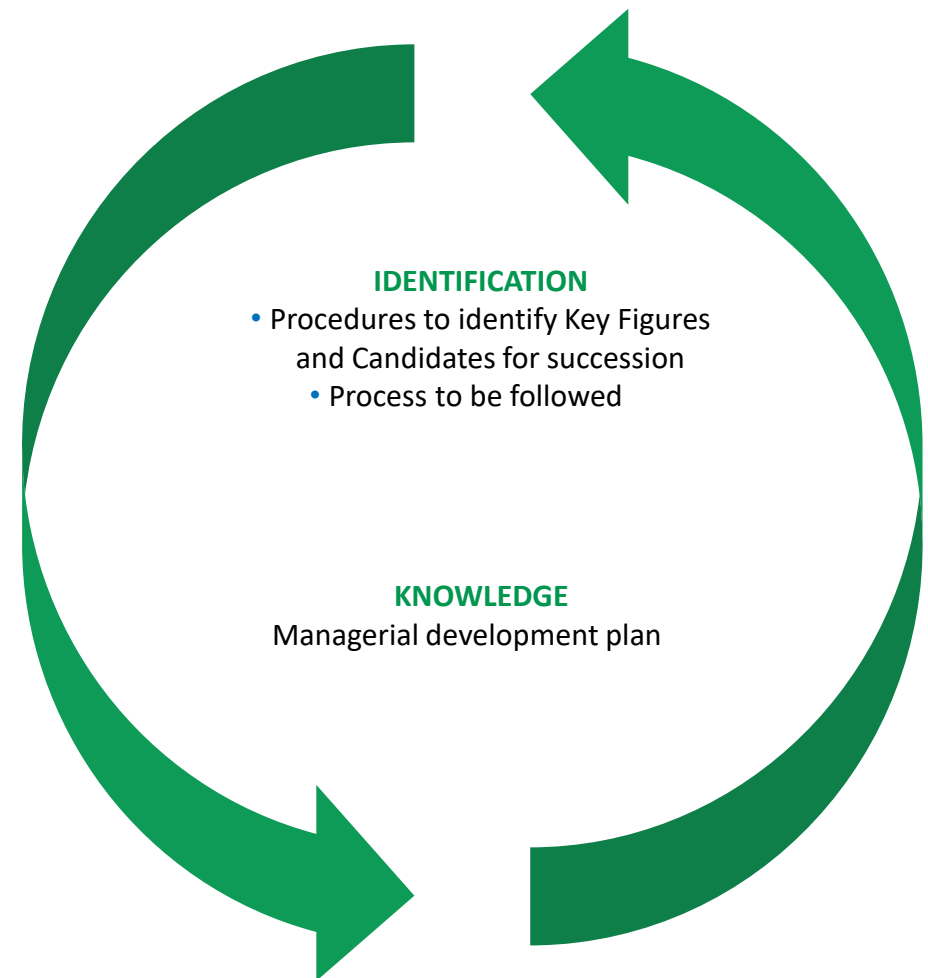 IDENTIFICATION
• Procedures to identify Key Figures
and Candidates for succession
• Process to be followed
KNOWLEDGE
Managerial development plan